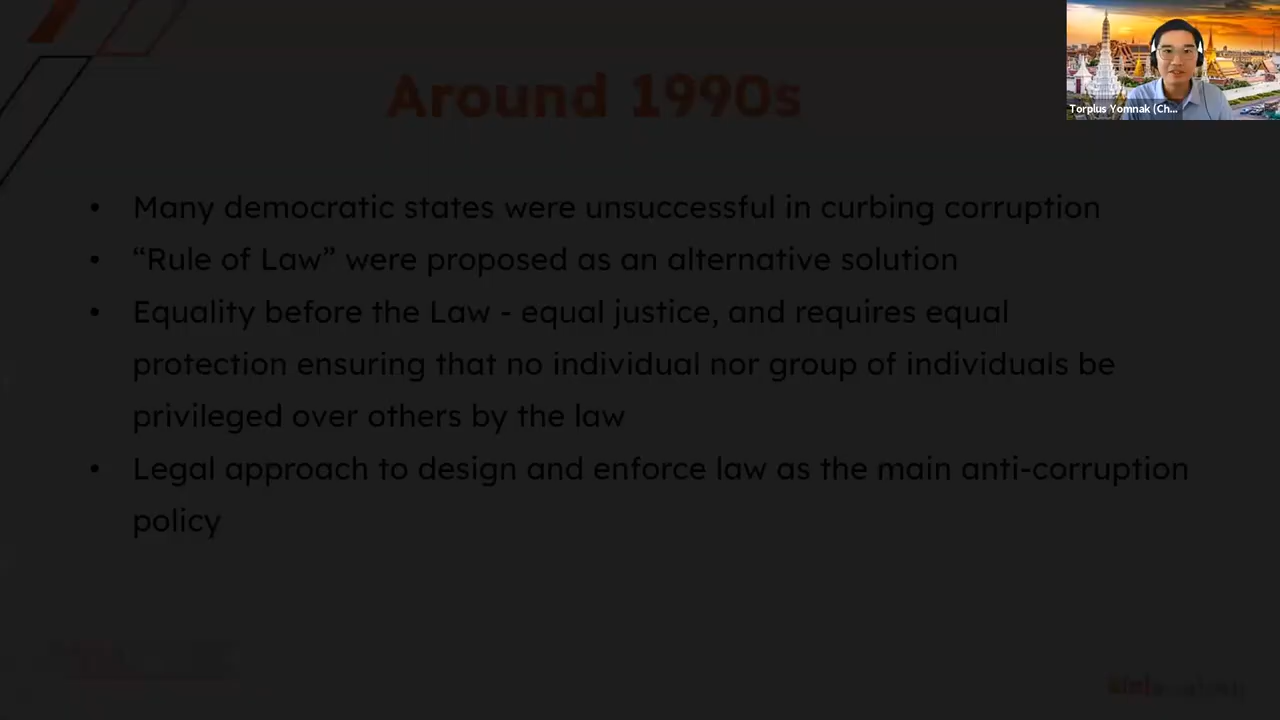 Torplus Yomnak (Ch...
Around 1990s
• Many democratic states were unsuccessful in curbing corruption
• “Rule of Law” were proposed as an alternative solution
• Equality before the Law - equal justice, and requires equal
protection ensuring that no individual nor group of individuals be
privileged over others by the law
• Legal approach to design and enforce law as the main anti-corruption
policy